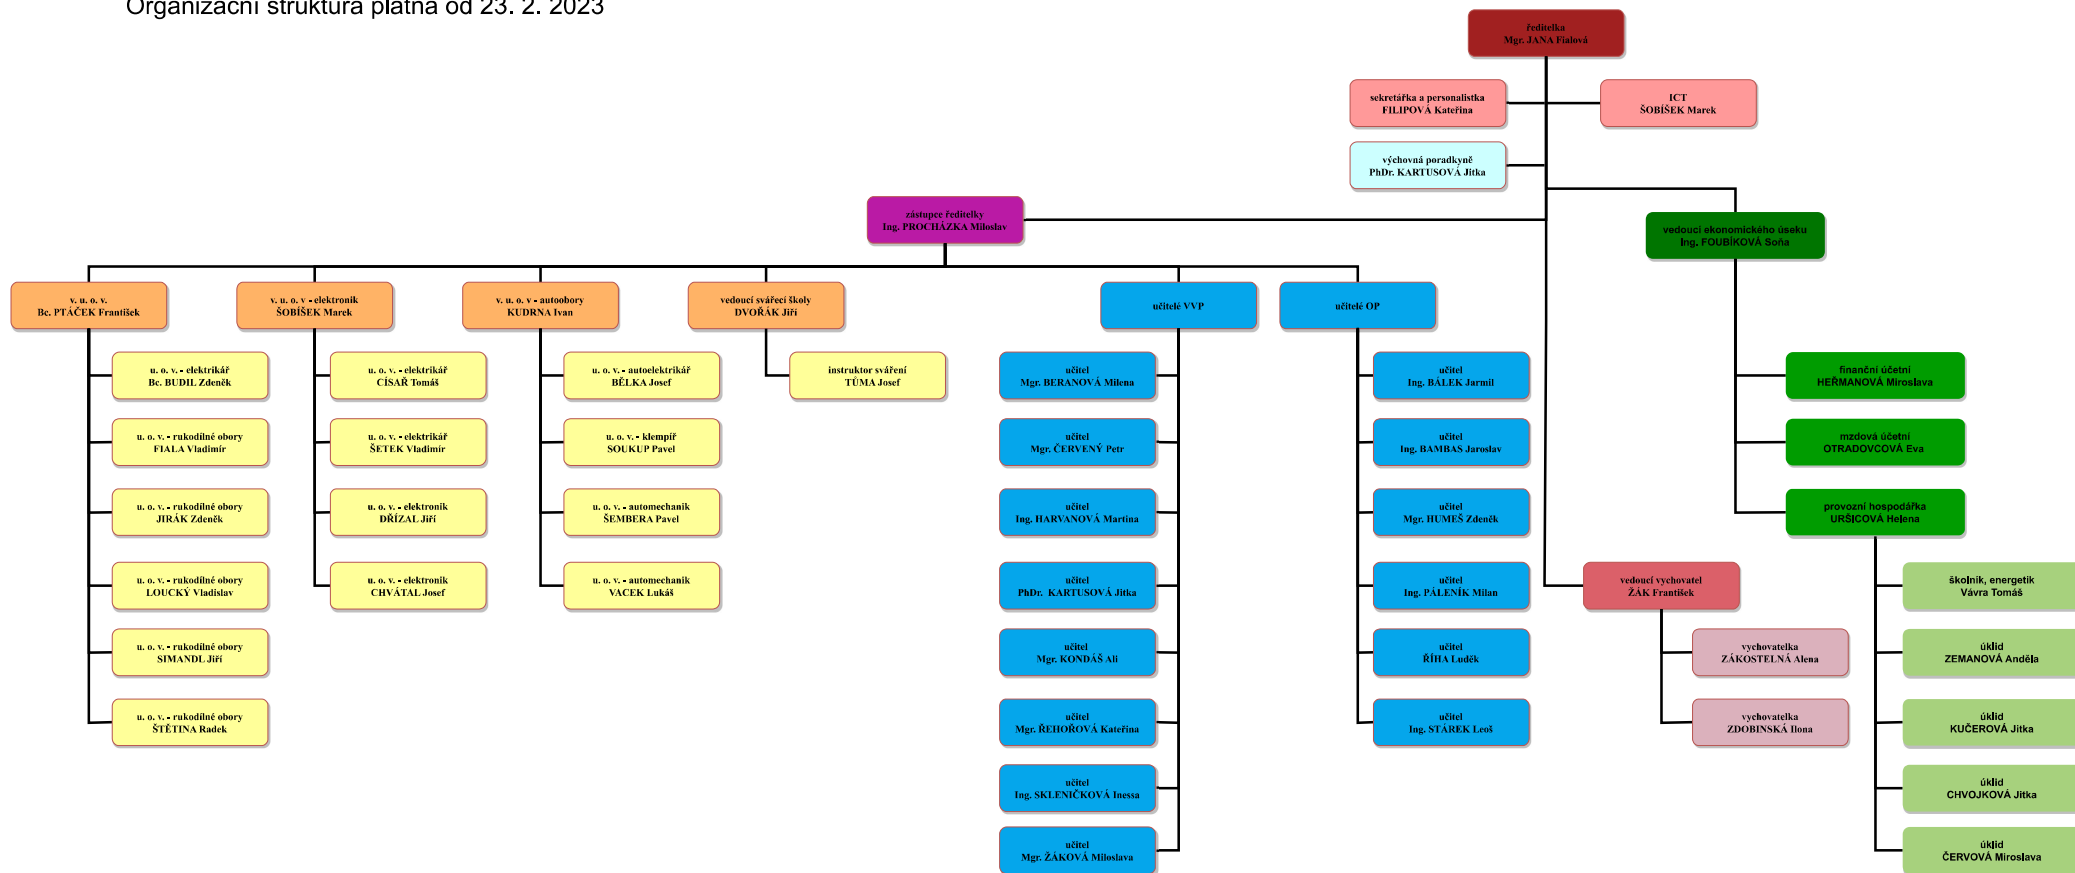 Organizační struktura platná od 23. 2. 2023
ředitelka
Mgr. JANA Fialová
sekretářka a personalistka
FILIPOVÁ Kateřina
ICT
ŠOBÍŠEK Marek
výchovná poradkyně
PhDr. KARTUSOVÁ Jitka
zástupce ředitelky
Ing. PROCHÁZKA Miloslav
vedoucí ekonomického úseku
Ing. FOUBÍKOVÁ Soňa
v. u. o. v.
Bc. PTÁČEK František
v. u. o. v - elektronik
ŠOBÍŠEK Marek
v. u. o. v - autoobory
KUDRNA Ivan
vedoucí svářecí školy
DVOŘÁK Jiří
učitelé VVP
učitelé OP
u. o. v. - elektrikář
Bc. BUDIL Zdeněk
u. o. v. - rukodílné obory
FIALA Vladimír
u. o. v. - rukodílné obory
JIRÁK Zdeněk
u. o. v. - rukodílné obory
LOUCKÝ Vladislav
u. o. v. - rukodílné obory
SIMANDL Jiří
u. o. v. - rukodílné obory
ŠTĚTINA Radek
u. o. v. - elektrikář
CÍSAŘ Tomáš
u. o. v. - elektrikář
ŠETEK Vladimír
u. o. v. - elektronik
DŘÍZAL Jiří
u. o. v. - elektronik
CHVÁTAL Josef
u. o. v. - autoelektrikář
BĚLKA Josef
u. o. v. - klempíř
SOUKUP Pavel
u. o. v. - automechanik
ŠEMBERA Pavel
u. o. v. - automechanik
VACEK Lukáš
instruktor sváření
TŮMA Josef
učitel
Mgr. BERANOVÁ Milena
učitel
Mgr. ČERVENÝ Petr
učitel
Ing. HARVANOVÁ Martina
učitel
PhDr. KARTUSOVÁ Jitka
učitel
Mgr. KONDÁŠ Ali
učitel
Mgr. ŘEHOŘOVÁ Kateřina
učitel
Ing. SKLENIČKOVÁ Inessa
učitel
Mgr. ŽÁKOVÁ Miloslava
učitel
Ing. BÁLEK Jarmil
učitel
Ing. BAMBAS Jaroslav
učitel
Mgr. HUMEŠ Zdeněk
učitel
Ing. PÁLENÍK Milan
učitel
ŘÍHA Luděk
učitel
Ing. STÁREK Leoš
vedoucí vychovatel
ŽÁK František
vychovatelka
ZÁKOSTELNÁ Alena
vychovatelka
ZDOBINSKÁ Ilona
finanční účetní
HEŘMANOVÁ Miroslava
mzdová účetní
OTRADOVCOVÁ Eva
provozní hospodářka
URŠICOVÁ Helena
školník, energetik
Vávra Tomáš
úklid
ZEMANOVÁ Anděla
úklid
KUČEROVÁ Jitka
úklid
CHVOJKOVÁ Jitka
úklid
ČERVOVÁ Miroslava